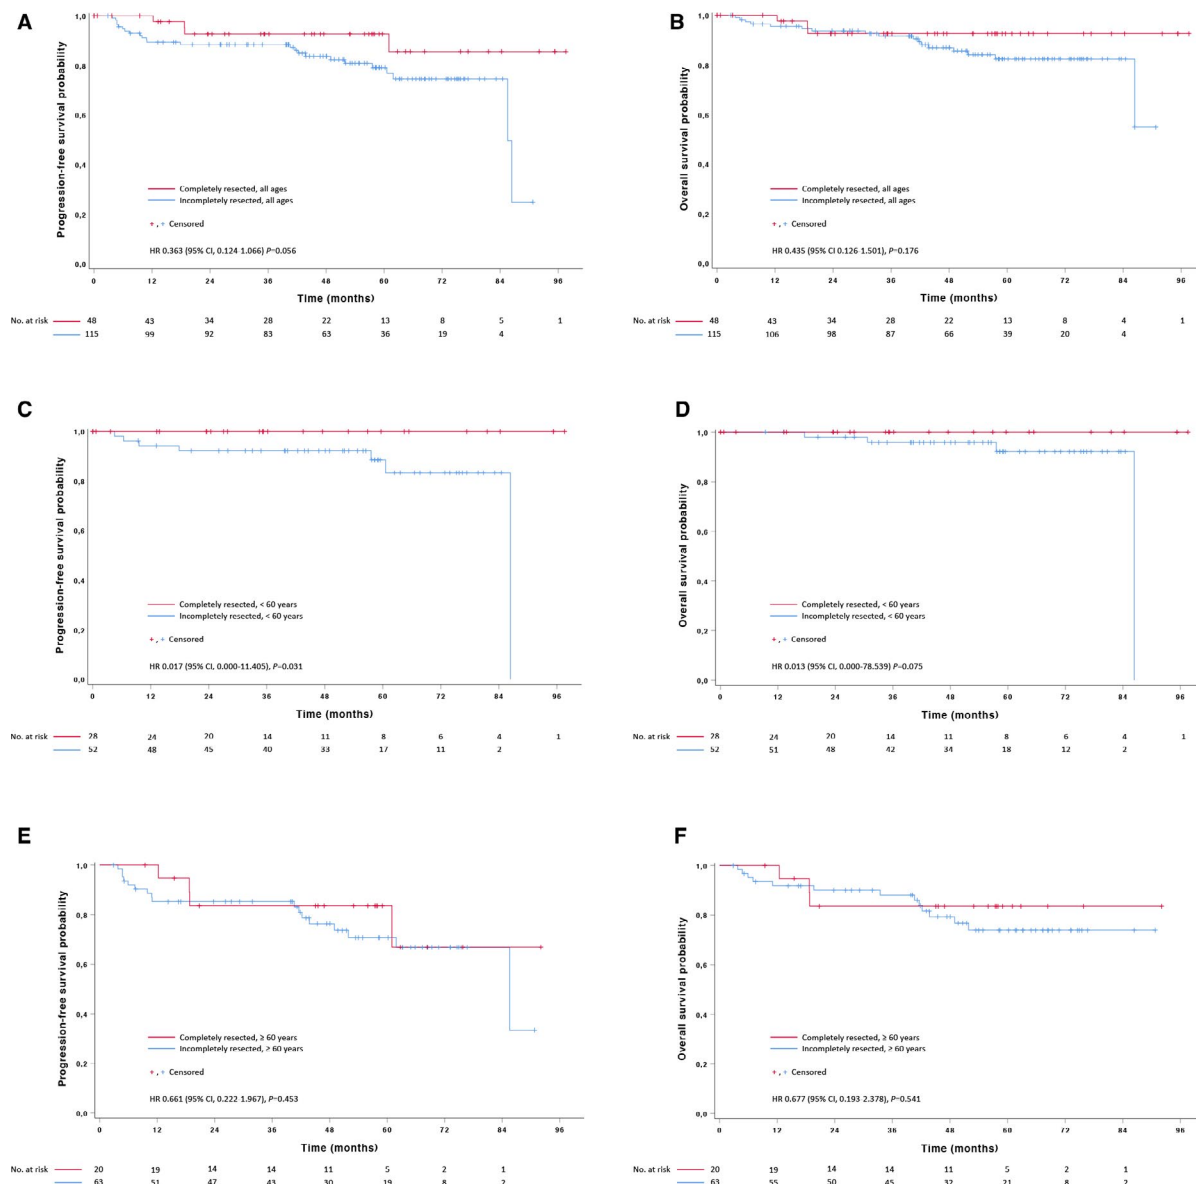 A
Progression-free survival probability
1,0
0,8
0,6
0,4
0,2
0,0
Completely resected, all ages
Incompletely resected, all ages
+ , + Censored
HR 0.363 (95% CI, 0.124-1.066) P=0.056
0 12 24 36 48 60 72 84 96
Time (months)
No. at risk 48 43 34 28 22 13 8 5 1
115 99 92 83 63 36 19 4
B
Overall survival probability
1,0
0,8
0,6
0,4
0,2
0,0
Completely resected, all ages
Incompletely resected, all ages
+ , + Censored
HR 0.435 (95% CI 0.126-1.501), P=0.176
0 12 24 36 48 60 72 84 96
Time (months)
No. at risk 48 43 34 28 22 13 8 4 1
115 106 98 87 66 39 20 4
C
Progression-free survival probability
1,0
0,8
0,6
0,4
0,2
0,0
Completely resected, < 60 years
Incompletely resected, < 60 years
+ , + Censored
HR 0.017 (95% CI, 0.000-11.405), P=0.031
0 12 24 36 48 60 72 84 96
Time (months)
No. at risk 28 24 20 14 11 8 6 4 1
52 48 45 40 33 17 11 2
D
Overall survival probability
1,0
0,8
0,6
0,4
0,2
0,0
Completely resected, < 60 years
Incompletely resected, < 60 years
+ , + Censored
HR 0.013 (95% CI, 0.000-78.539) P=0.075
0 12 24 36 48 60 72 84 96
Time (months)
No. at risk 28 24 20 14 11 8 6 4 1
52 51 48 42 34 18 12 2
E
Progression-free survival probability
1,0
0,8
0,6
0,4
0,2
0,0
Completely resected, ≥ 60 years
Incompletely resected, ≥ 60 years
+ , + Censored
HR 0.661 (95% CI, 0.222-1.967), P=0.453
0 12 24 36 48 60 72 84 96
Time (months)
No. at risk 20 19 14 14 11 5 2 1
63 51 47 43 30 19 8 2
F
Overall survival probability
1,0
0,8
0,6
0,4
0,2
0,0
Completely resected, ≥ 60 years
Incompletely resected, ≥ 60 years
+ , + Censored
HR 0.677 (95% CI, 0.193-2.378), P=0.541
0 12 24 36 48 60 72 84 96
Time (months)
No. at risk 20 19 14 14 11 5 2 1
63 55 50 45 32 21 8 2